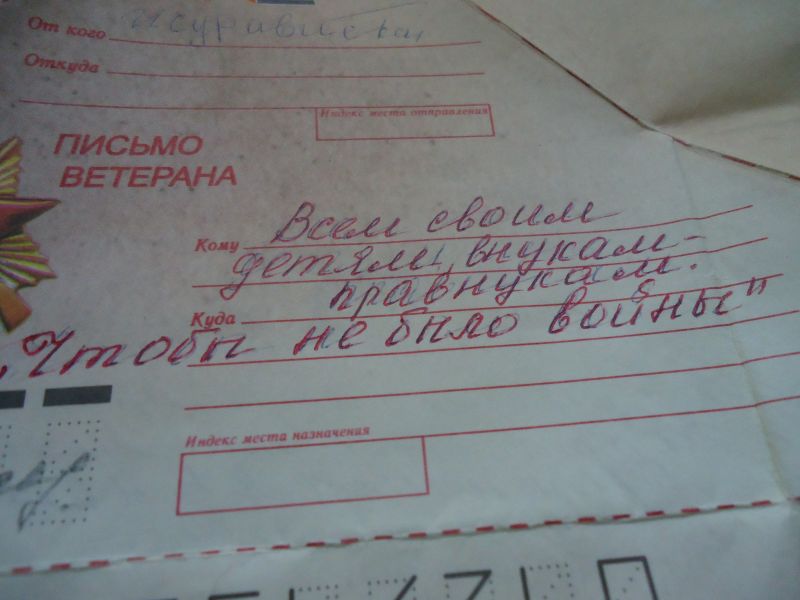 От кого
Откуда
Индекс места отправления
ПИСЬМО
ВЕТЕРАНА
Кому Всем своим
детям, внукам-
правнукам.
Куда
"Чтобы не было войны"
Индекс места назначения